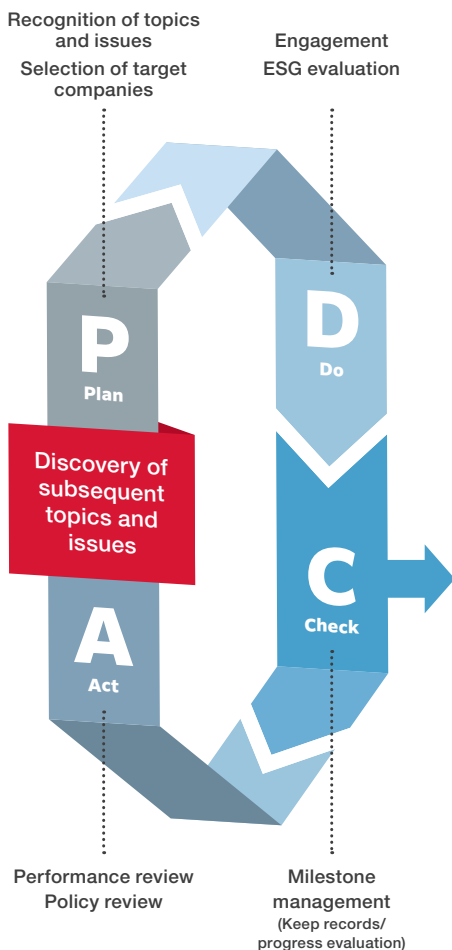 Recognition of topics
and issues
Selection of target
companies
Engagement
ESG evaluation
P
Plan
D
Do
Discovery of
subsequent
topics and
issues
C
Check
A
Act
Performance review
Policy review
Milestone
management
(Keep records/
progress evaluation)